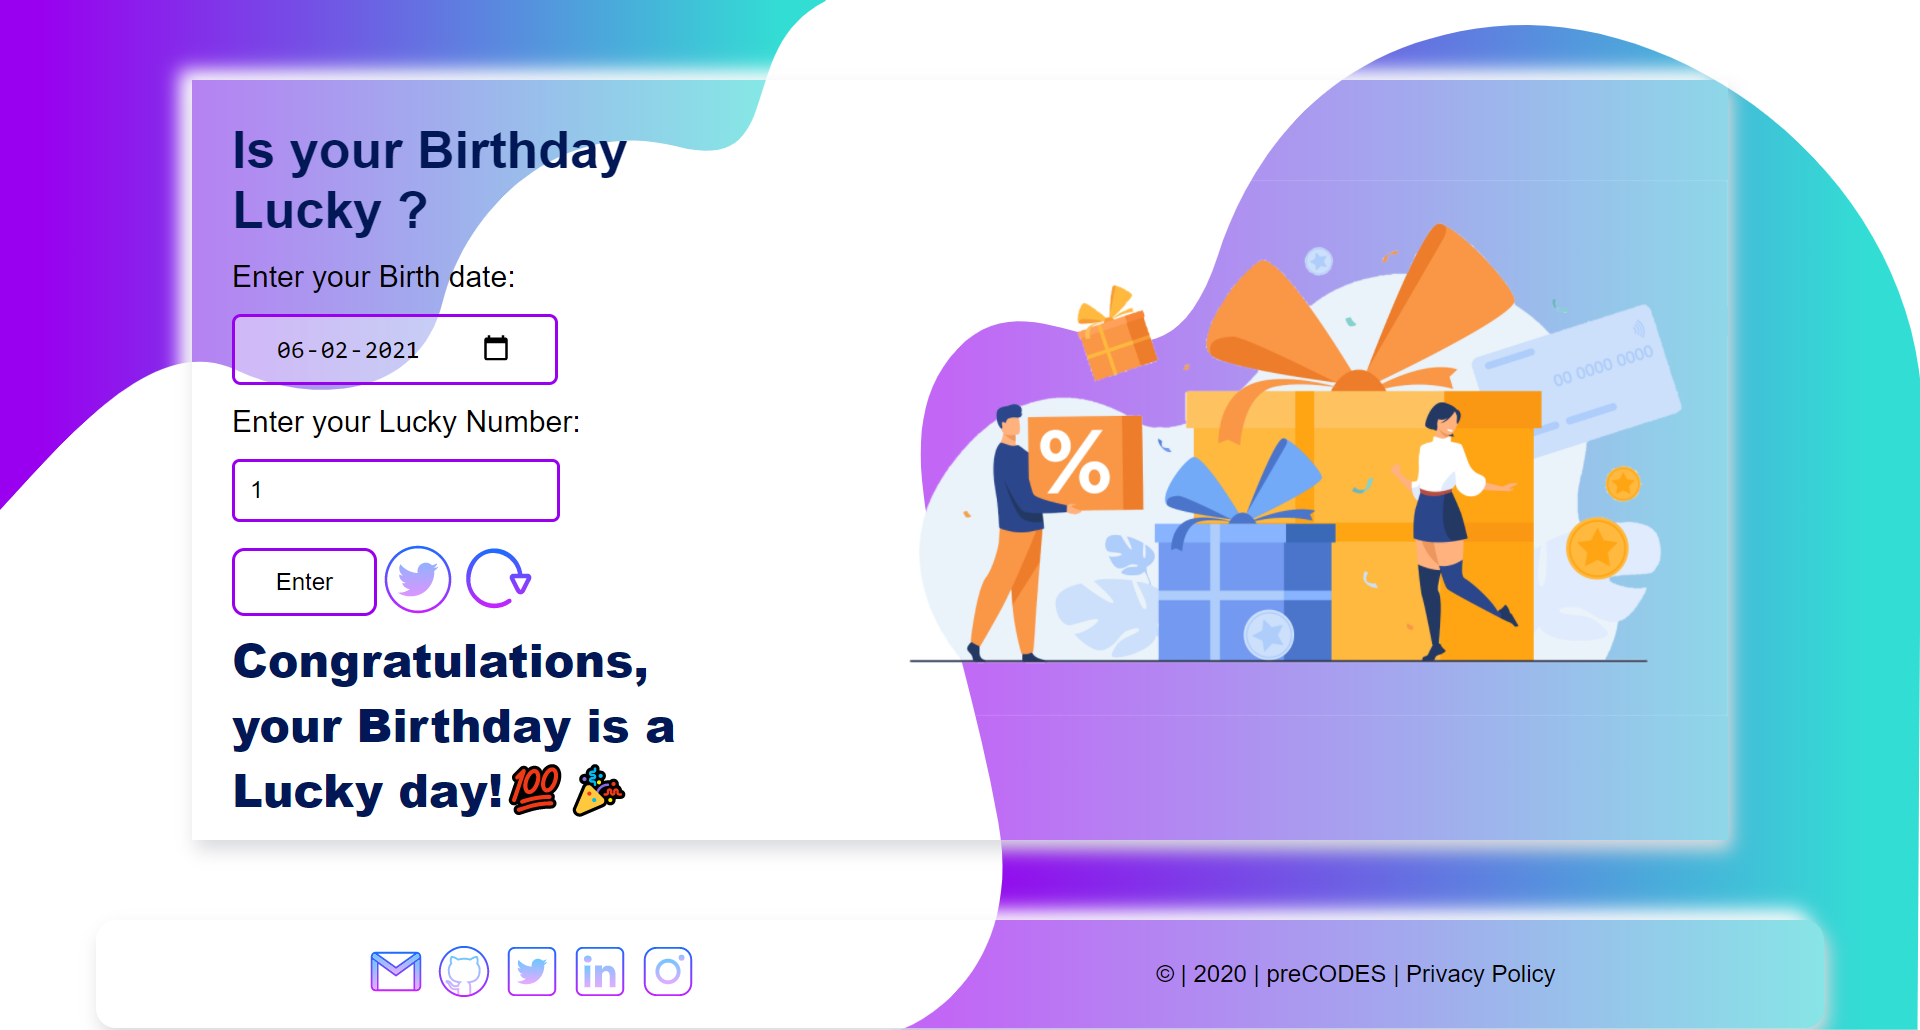 Is your Birthday
Lucky ?
Enter your Birth date:
06-02-2021
Enter your Lucky Number:
1
Enter
Congratulations,
your Birthday is a
Lucky day!💯🎉
%
00 0000 0000
in
© | 2020 | preCODES | Privacy Policy